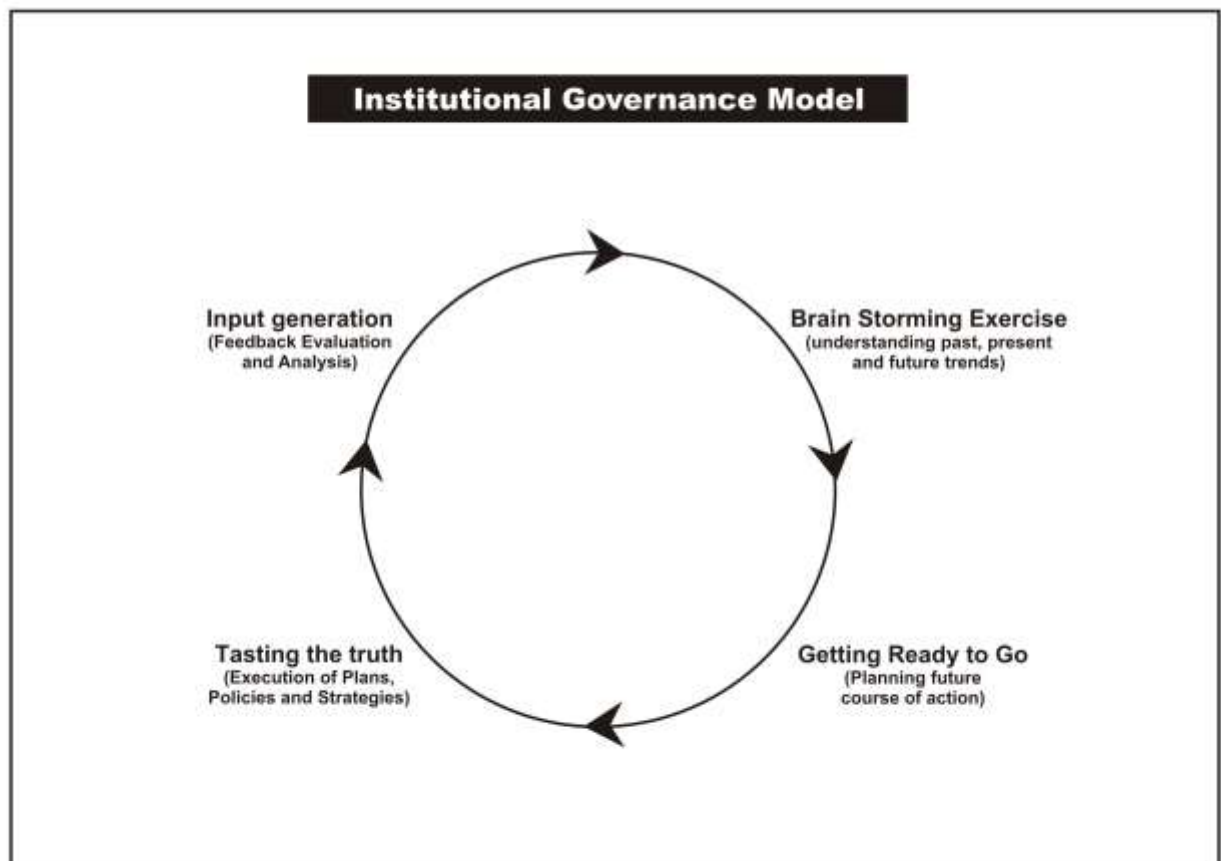 Institutional Governance Model
Input generation
(Feedback Evaluation
and Analysis)
Brain Storming Exercise
(understanding past, present
and future trends)
Tasting the truth
(Execution of Plans,
Policies and Strategies)
Getting Ready to Go
(Planning future
course of action)